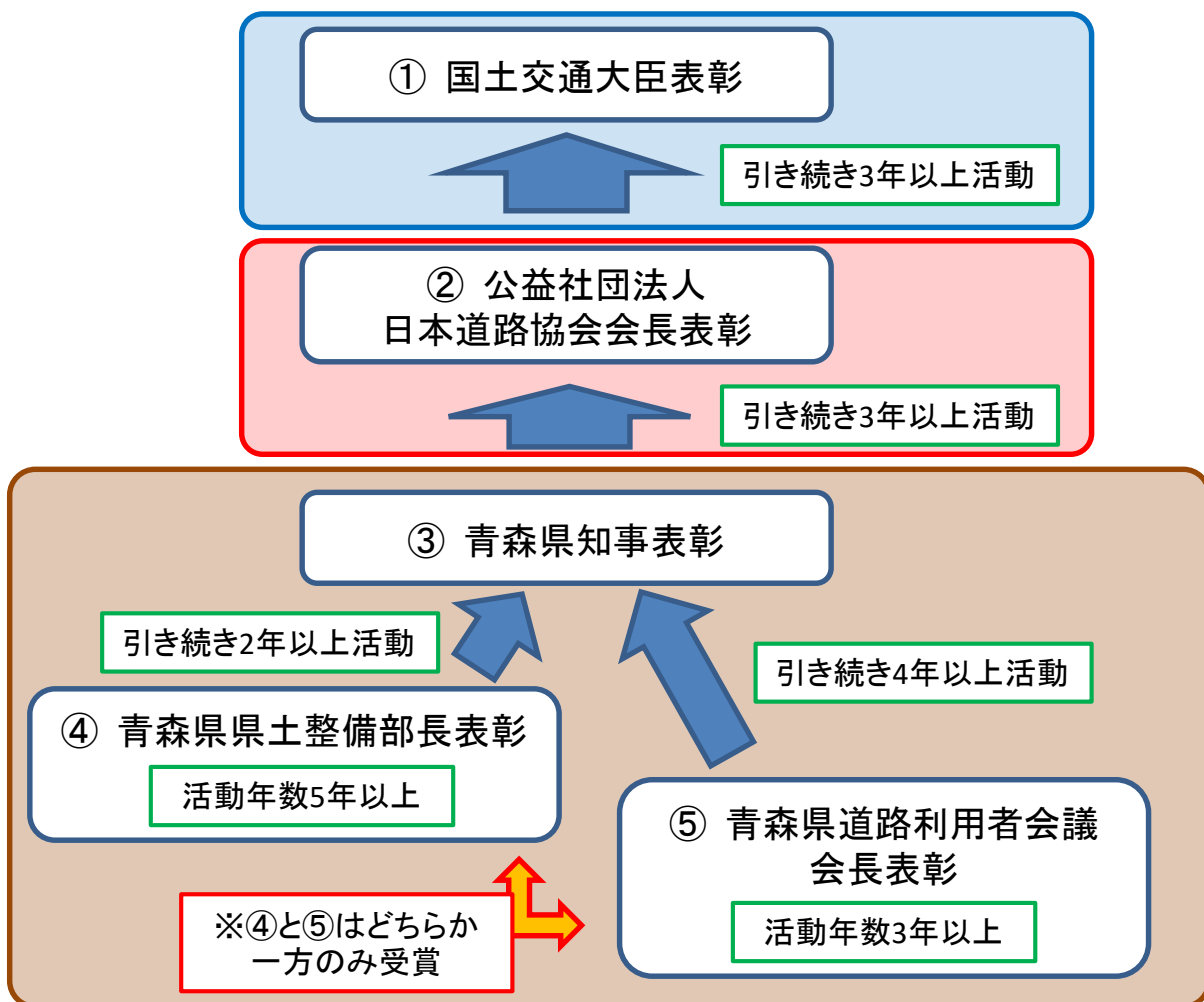 ① 国土交通大臣表彰
引き続き3年以上活動
② 公益社団法人
日本道路協会会長表彰
引き続き3年以上活動
③ 青森県知事表彰
引き続き2年以上活動
引き続き4年以上活動
④ 青森県県土整備部長表彰
活動年数5年以上
⑤ 青森県道路利用者会議
会長表彰
活動年数3年以上
※④と⑤はどちらか
一方のみ受賞